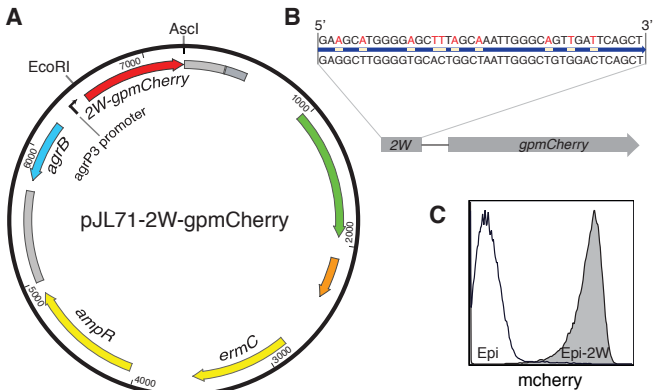 A
AscI
EcoRI
7000
2W-gpmCherry
agrP3 promoter
1000
6000
agrB
pJL71-2W-gpmCherry
2000
5000
ampR
ermC
3000
4000
B
5' 3'
GAAGCATGGGGAGCTTTAGCAAATTGGGCAGTTGATTCAGCT
GAGGCTTGGGGTGCACTGGCTAATTGGGCTGTGGACTCAGCT
2W gpmCherry
C
Epi Epi-2W
mcherry